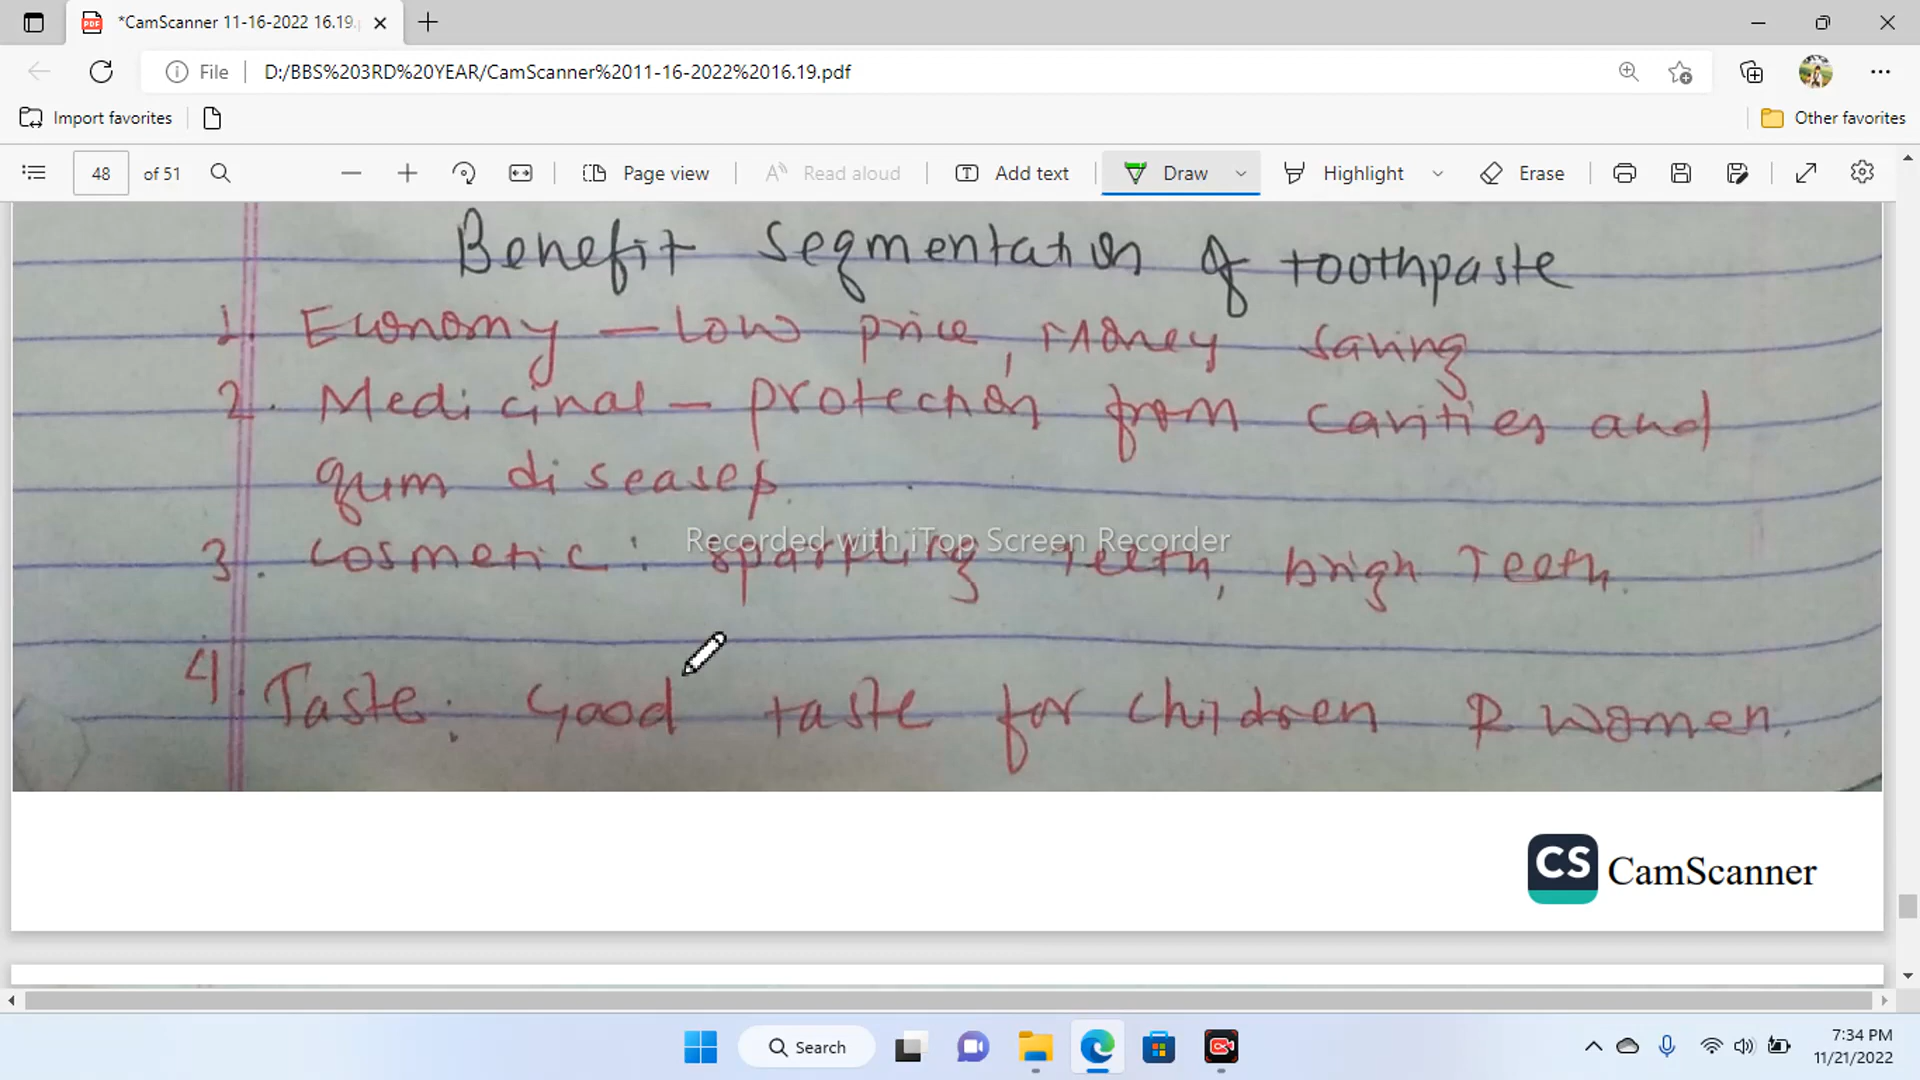 *CamScanner 11-16-2022 16.19.
File D:/BBS%203RD%20YEAR/CamScanner%2011-16-2022%2016.19.pdf
Import favorites Other favorites
48 of 51 Page view Read aloud Add text Draw Highlight Erase
Benefit segmentation of toothpaste
1. Economy - low price, money saving
2. Medicinal - protection from cavities and
gum diseases.
Recorded with iTop Screen Recorder
3. cosmetic : sparkling teeth, brigh Teeth.
4. Taste : Good taste for children & women.
CS CamScanner
Search
7:34 PM
11/21/2022